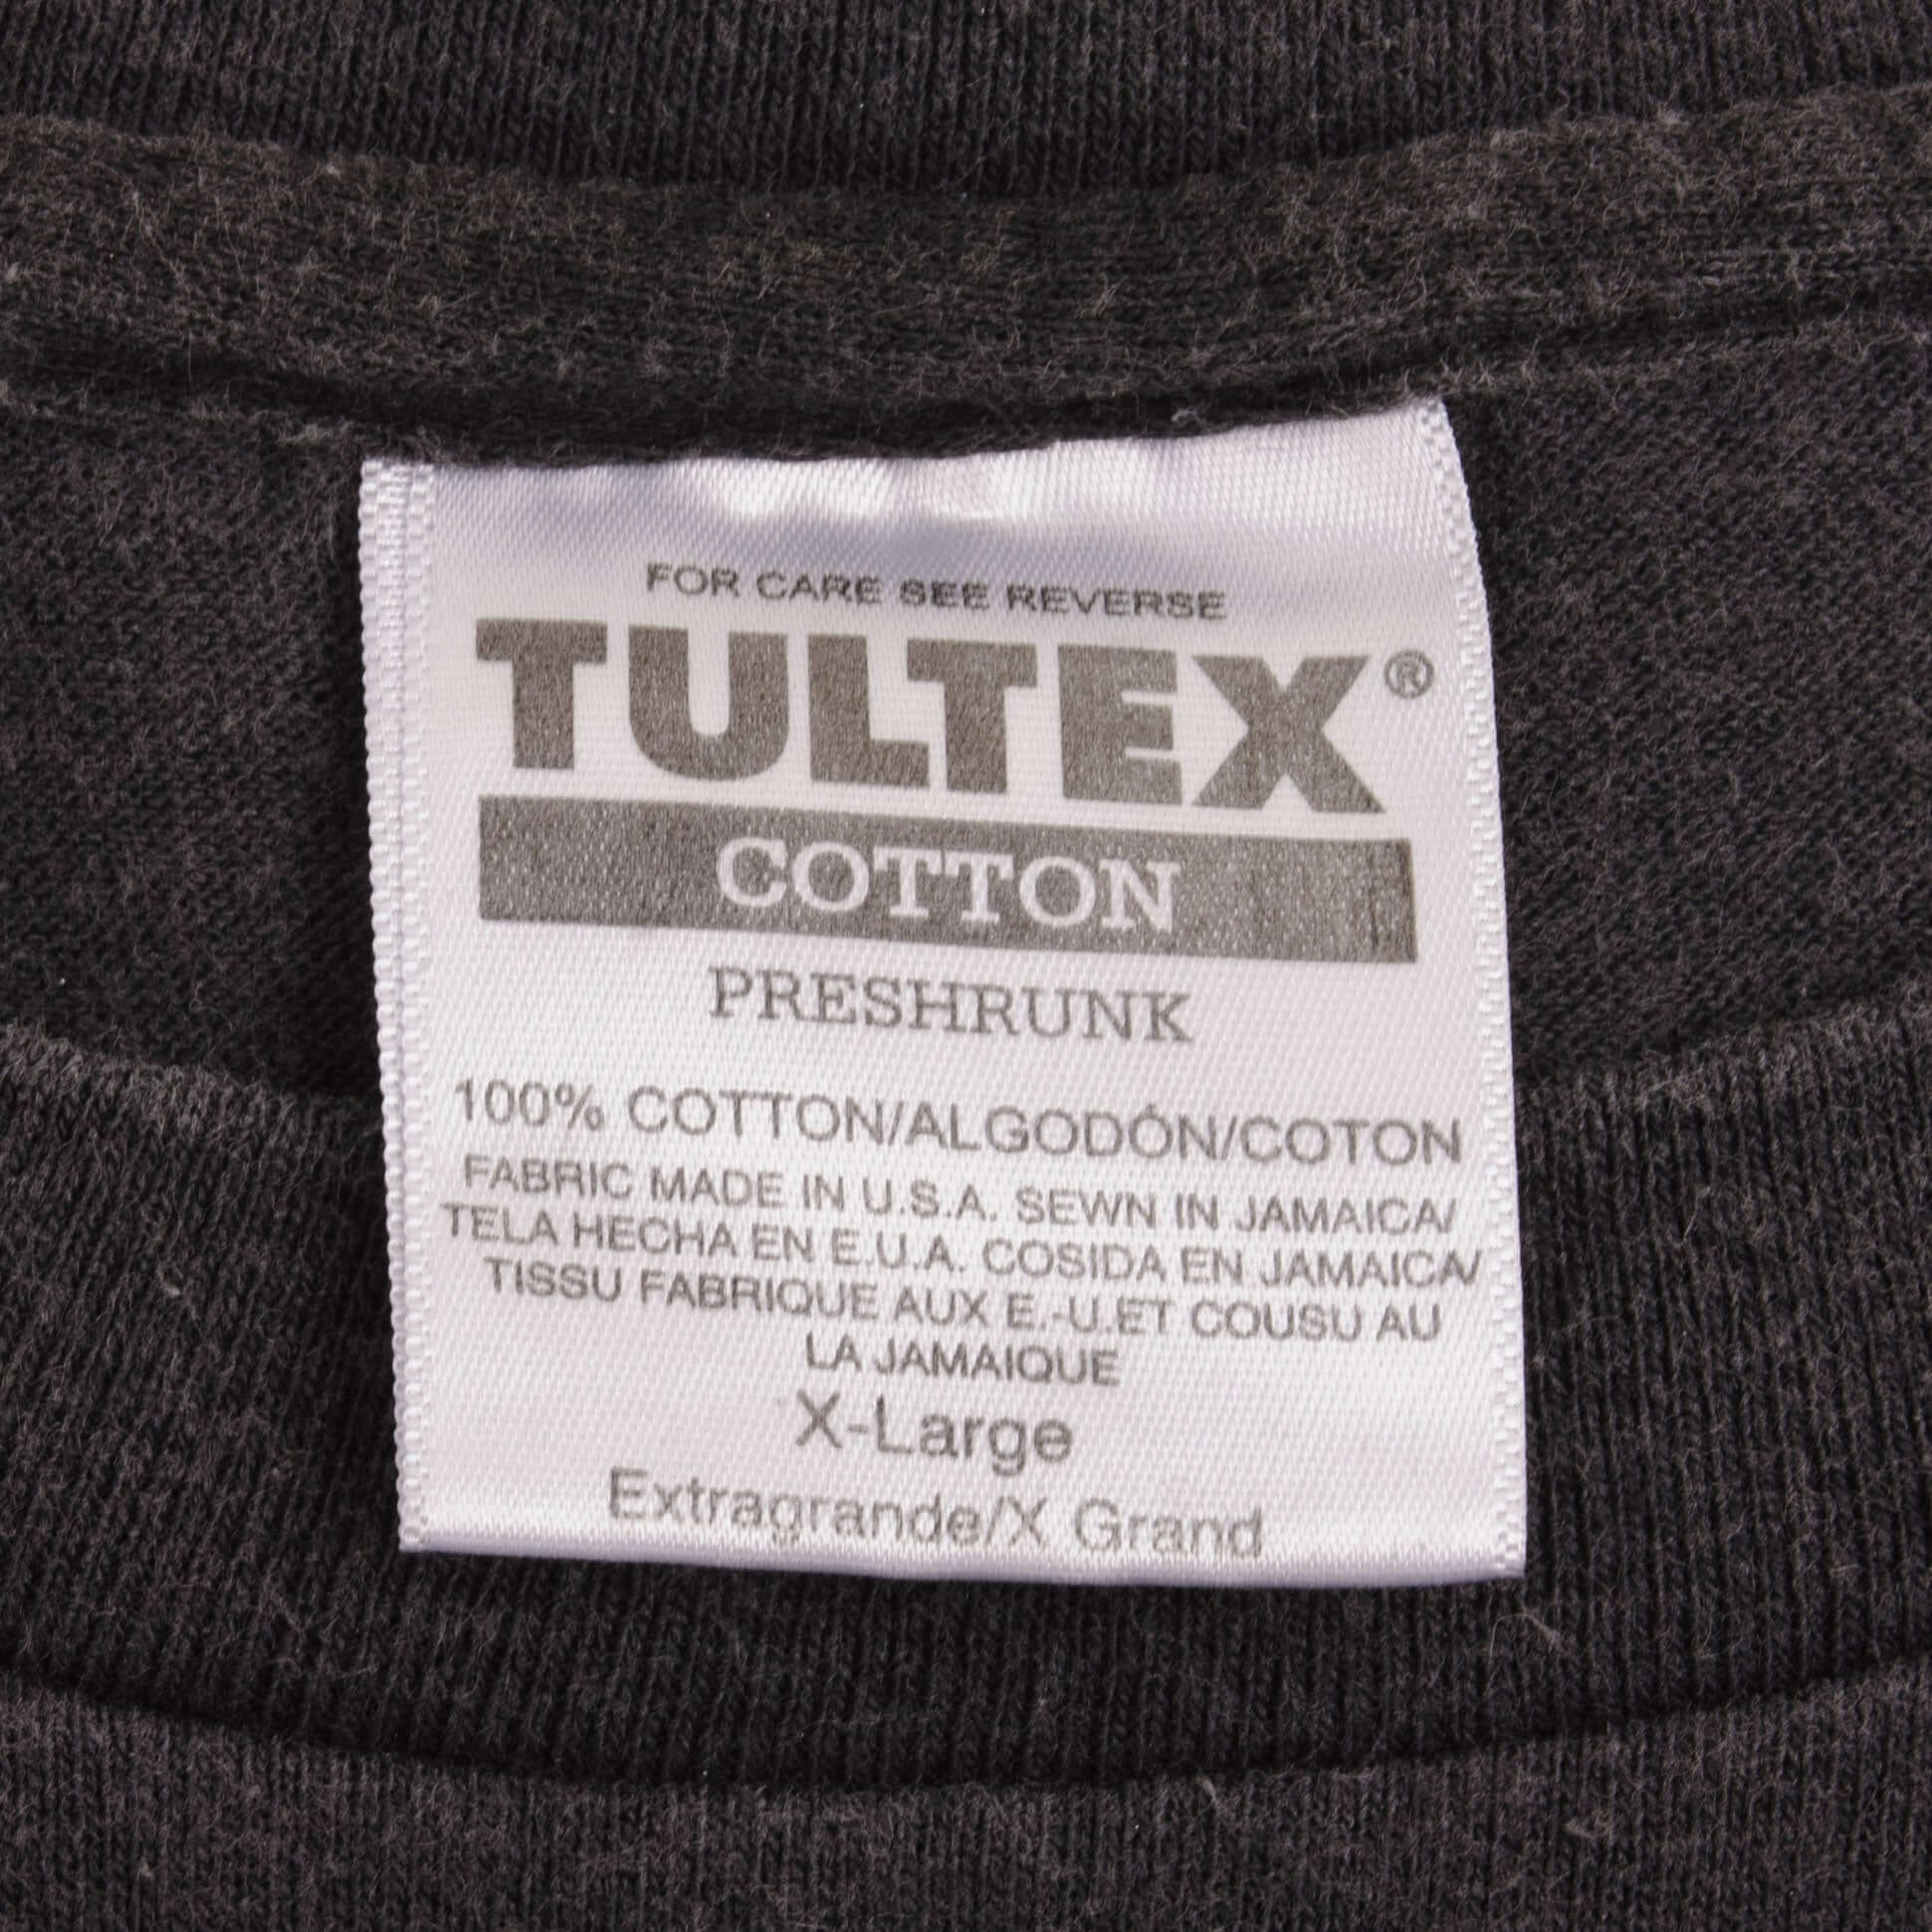 FOR CARE SEE REVERSE
TULTEX®
COTTON
PRESHRUNK
100% COTTON/ALGODÓN/COTON
FABRIC MADE IN U.S.A. SEWN IN JAMAICA/
TELA HECHA EN E.U.A. COSIDA EN JAMAICA/
TISSU FABRIQUE AUX E.-U.ET COUSU AU
LA JAMAIQUE
X-Large
Extragrande/X Grand